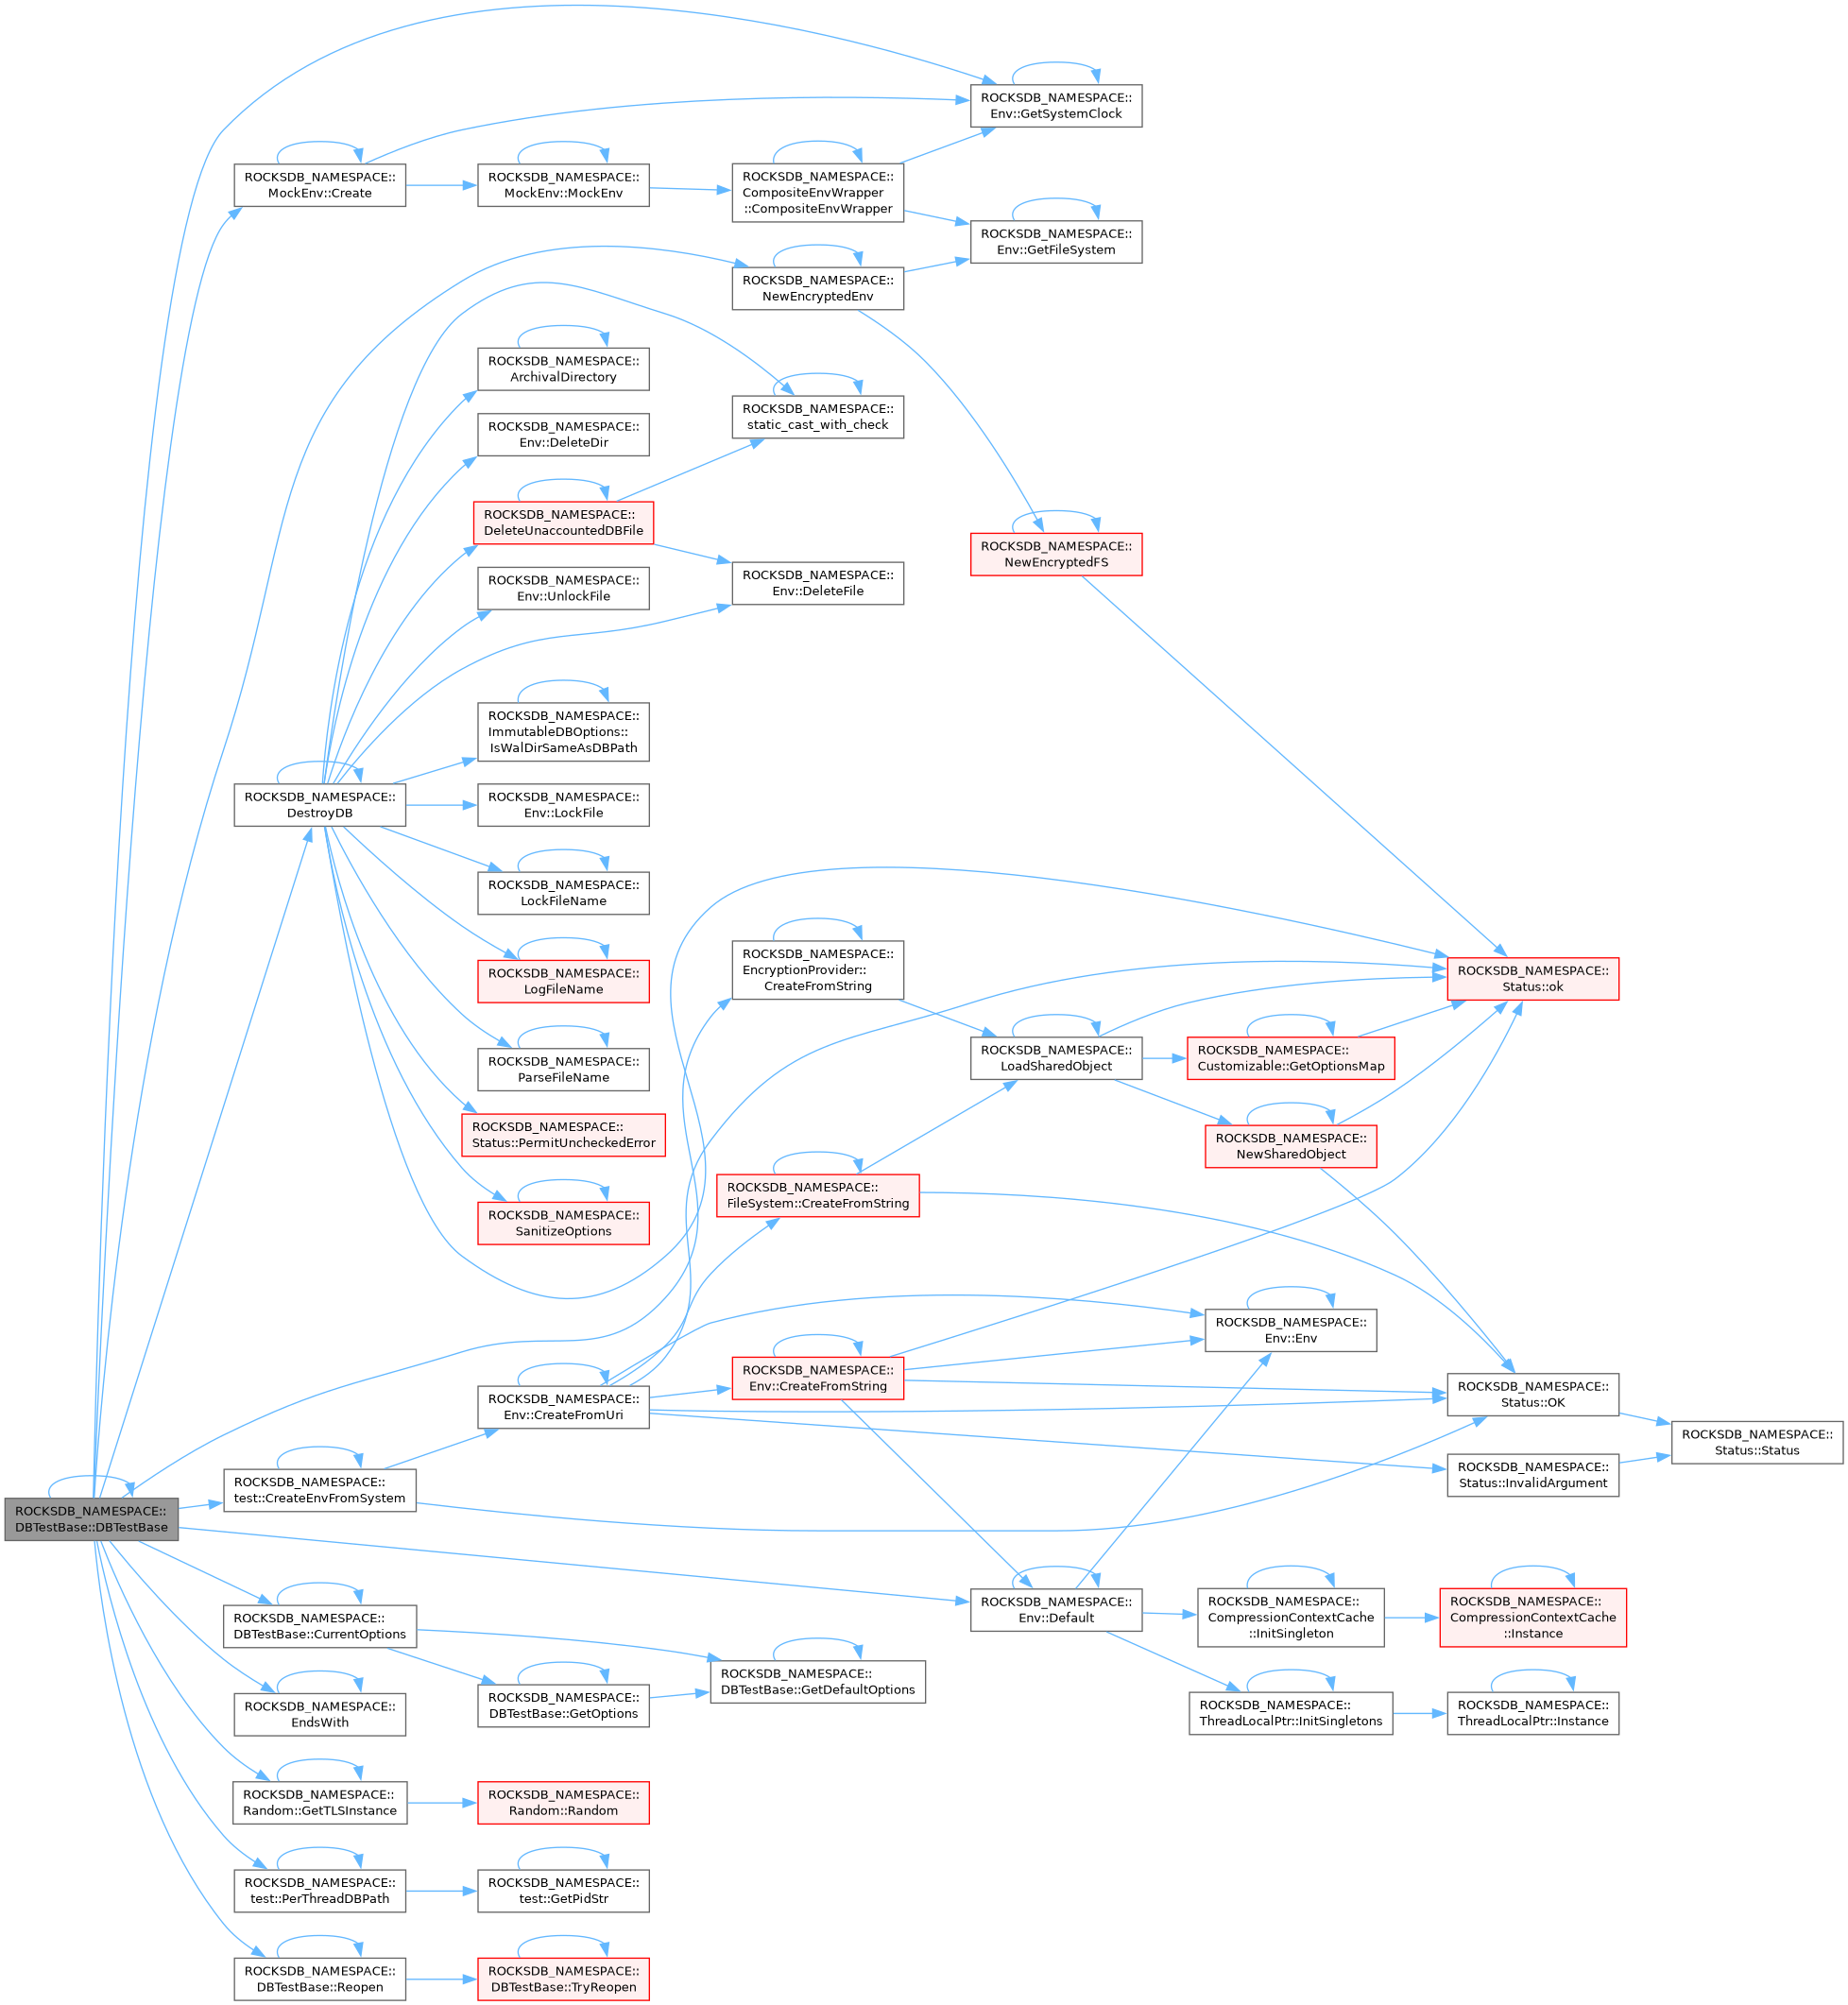 ROCKSDB_NAMESPACE::
Env::GetSystemClock
ROCKSDB_NAMESPACE::
MockEnv::Create
ROCKSDB_NAMESPACE::
MockEnv::MockEnv
ROCKSDB_NAMESPACE::
CompositeEnvWrapper
::CompositeEnvWrapper
ROCKSDB_NAMESPACE::
Env::GetFileSystem
ROCKSDB_NAMESPACE::
NewEncryptedEnv
ROCKSDB_NAMESPACE::
ArchivalDirectory
ROCKSDB_NAMESPACE::
static_cast_with_check
ROCKSDB_NAMESPACE::
Env::DeleteDir
ROCKSDB_NAMESPACE::
DeleteUnaccountedDBFile
ROCKSDB_NAMESPACE::
NewEncryptedFS
ROCKSDB_NAMESPACE::
Env::UnlockFile
ROCKSDB_NAMESPACE::
Env::DeleteFile
ROCKSDB_NAMESPACE::
ImmutableDBOptions::
IsWalDirSameAsDBPath
ROCKSDB_NAMESPACE::
DestroyDB
ROCKSDB_NAMESPACE::
Env::LockFile
ROCKSDB_NAMESPACE::
LockFileName
ROCKSDB_NAMESPACE::
EncryptionProvider::
CreateFromString
ROCKSDB_NAMESPACE::
LogFileName
ROCKSDB_NAMESPACE::
Status::ok
ROCKSDB_NAMESPACE::
ParseFileName
ROCKSDB_NAMESPACE::
LoadSharedObject
ROCKSDB_NAMESPACE::
Customizable::GetOptionsMap
ROCKSDB_NAMESPACE::
Status::PermitUncheckedError
ROCKSDB_NAMESPACE::
NewSharedObject
ROCKSDB_NAMESPACE::
FileSystem::CreateFromString
ROCKSDB_NAMESPACE::
SanitizeOptions
ROCKSDB_NAMESPACE::
Env::Env
ROCKSDB_NAMESPACE::
Env::CreateFromString
ROCKSDB_NAMESPACE::
Env::CreateFromUri
ROCKSDB_NAMESPACE::
Status::OK
ROCKSDB_NAMESPACE::
Status::Status
ROCKSDB_NAMESPACE::
test::CreateEnvFromSystem
ROCKSDB_NAMESPACE::
Status::InvalidArgument
ROCKSDB_NAMESPACE::
DBTestBase::DBTestBase
ROCKSDB_NAMESPACE::
Env::Default
ROCKSDB_NAMESPACE::
CompressionContextCache
::InitSingleton
ROCKSDB_NAMESPACE::
CompressionContextCache
::Instance
ROCKSDB_NAMESPACE::
DBTestBase::CurrentOptions
ROCKSDB_NAMESPACE::
DBTestBase::GetDefaultOptions
ROCKSDB_NAMESPACE::
DBTestBase::GetOptions
ROCKSDB_NAMESPACE::
EndsWith
ROCKSDB_NAMESPACE::
ThreadLocalPtr::InitSingletons
ROCKSDB_NAMESPACE::
ThreadLocalPtr::Instance
ROCKSDB_NAMESPACE::
Random::GetTLSInstance
ROCKSDB_NAMESPACE::
Random::Random
ROCKSDB_NAMESPACE::
test::PerThreadDBPath
ROCKSDB_NAMESPACE::
test::GetPidStr
ROCKSDB_NAMESPACE::
DBTestBase::Reopen
ROCKSDB_NAMESPACE::
DBTestBase::TryReopen